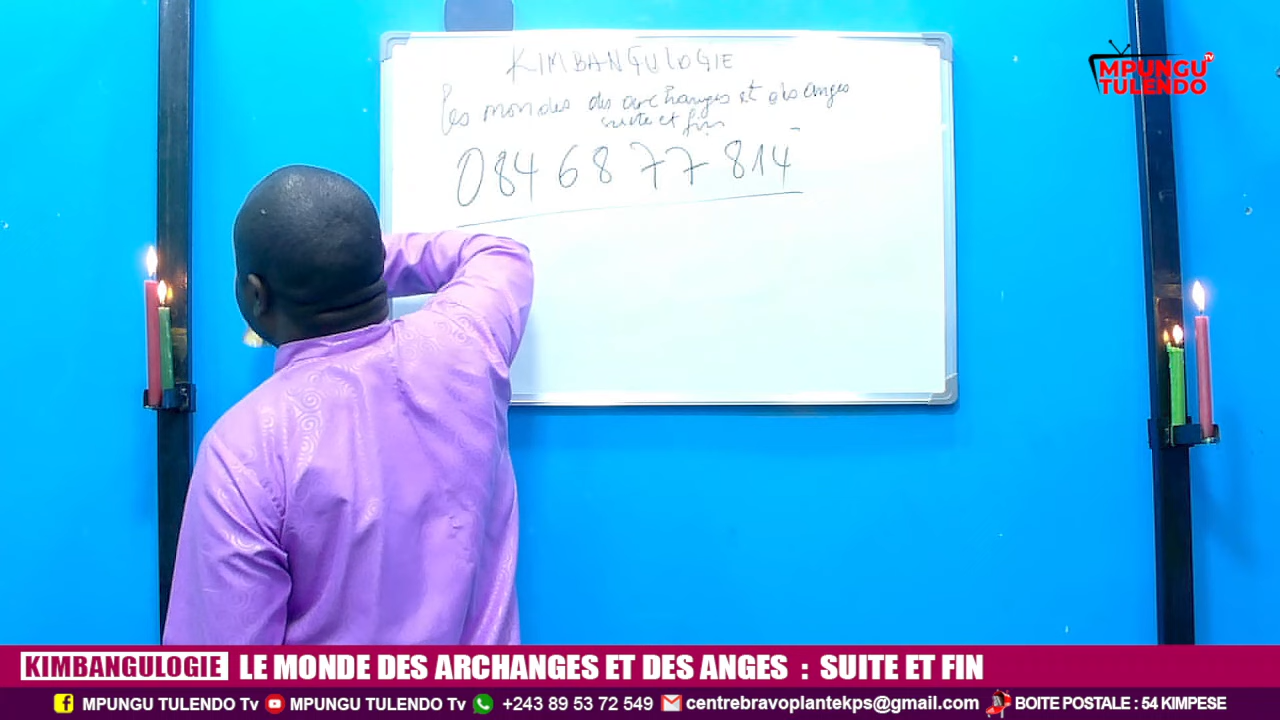 KIMBANGULOGIE
les mondes des archanges et des anges
suite et fin
084 68 77 814
MPUNGU TV
TULENDO
KIMBANGULOGIE LE MONDE DES ARCHANGES ET DES ANGES : SUITE ET FIN
MPUNGU TULENDO Tv MPUNGU TULENDO Tv +243 89 53 72 549 centrebravoplantekps@gmail.com BOITE POSTALE : 54 KIMPESE